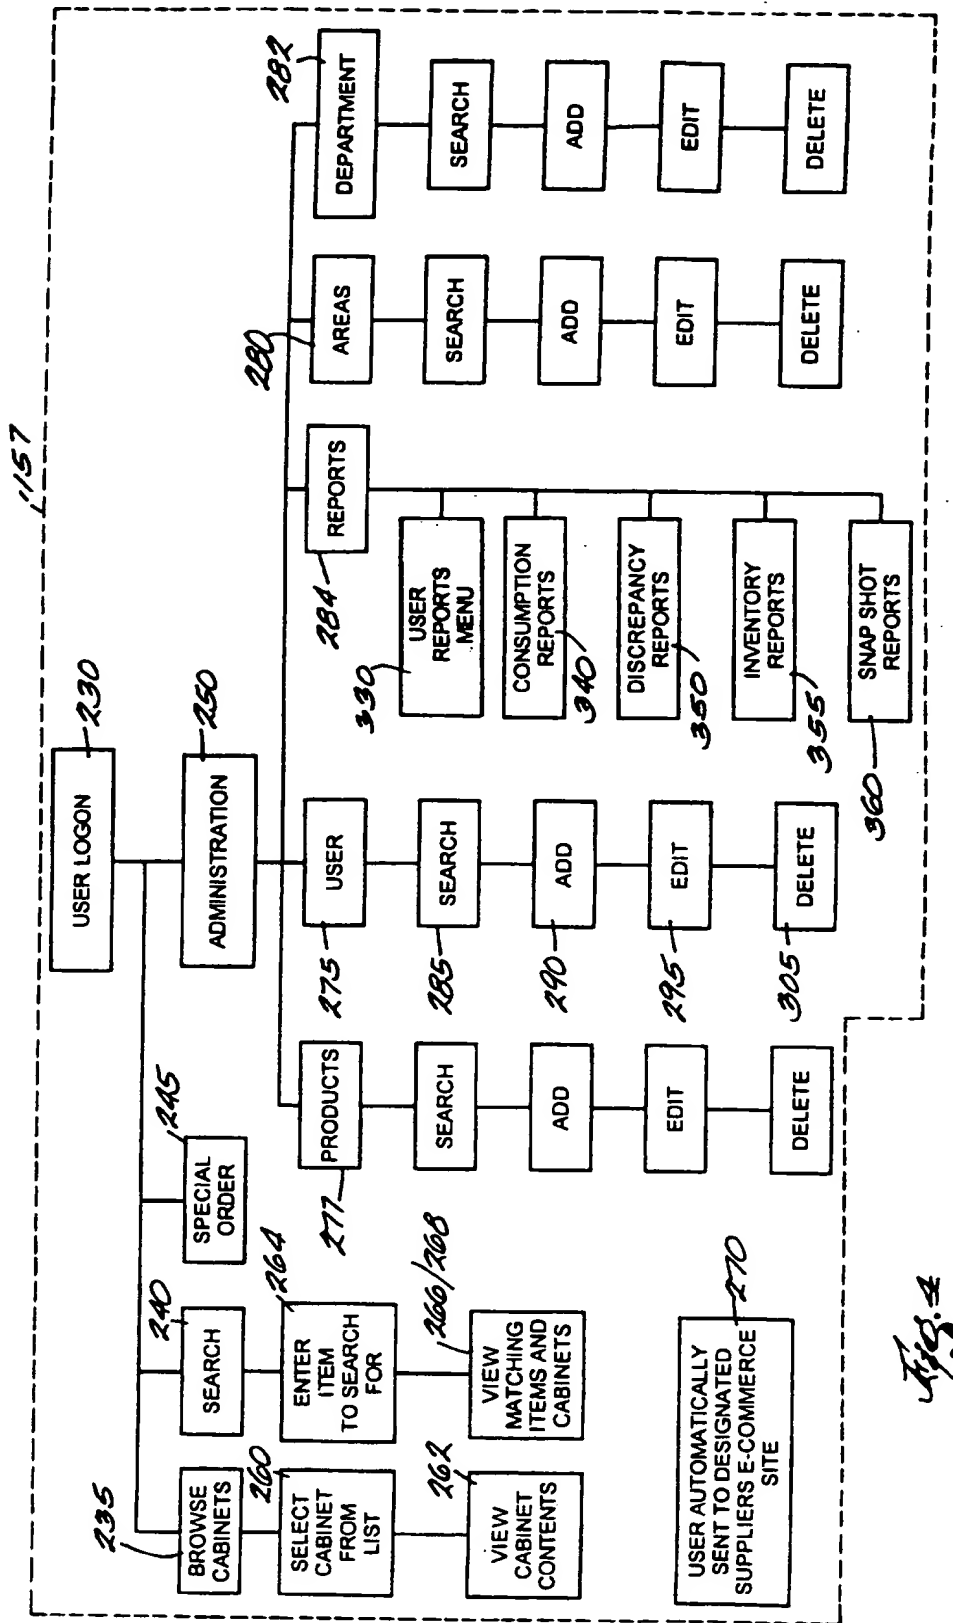 157
USER LOGON
230
ADMINISTRATION
250
235
BROWSE
CABINETS
240
SEARCH
245
SPECIAL
ORDER
260
SELECT
CABINET
FROM
LIST
264
ENTER
ITEM
TO SEARCH
FOR
262
VIEW
CABINET
CONTENTS
266/268
VIEW
MATCHING
ITEMS AND
CABINETS
USER AUTOMATICALLY
SENT TO DESIGNATED
SUPPLIERS E-COMMERCE
SITE
270
PRODUCTS
277
SEARCH
ADD
EDIT
DELETE
USER
275
SEARCH
285
ADD
290
EDIT
295
DELETE
305
REPORTS
284
USER
REPORTS
MENU
330
CONSUMPTION
REPORTS
340
DISCREPANCY
REPORTS
350
INVENTORY
REPORTS
355
SNAP SHOT
REPORTS
360
280
AREAS
SEARCH
ADD
EDIT
DELETE
282
DEPARTMENT
SEARCH
ADD
EDIT
DELETE
Fig. 4